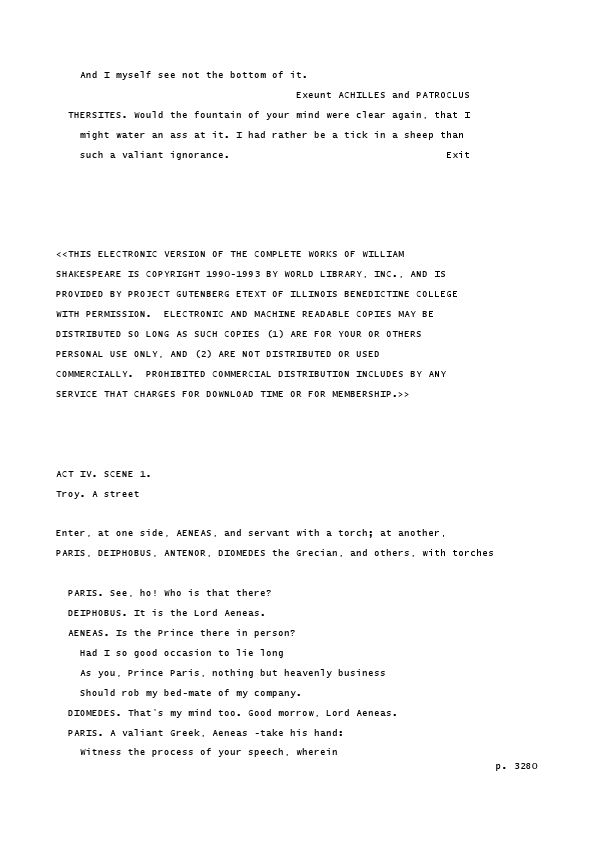 And I myself see not the bottom of it.
Exeunt ACHILLES and PATROCLUS
THERSITES. Would the fountain of your mind were clear again, that I
might water an ass at it. I had rather be a tick in a sheep than
such a valiant ignorance. Exit
<<THIS ELECTRONIC VERSION OF THE COMPLETE WORKS OF WILLIAM
SHAKESPEARE IS COPYRIGHT 1990-1993 BY WORLD LIBRARY, INC., AND IS
PROVIDED BY PROJECT GUTENBERG ETEXT OF ILLINOIS BENEDICTINE COLLEGE
WITH PERMISSION.  ELECTRONIC AND MACHINE READABLE COPIES MAY BE
DISTRIBUTED SO LONG AS SUCH COPIES (1) ARE FOR YOUR OR OTHERS
PERSONAL USE ONLY, AND (2) ARE NOT DISTRIBUTED OR USED
COMMERCIALLY.  PROHIBITED COMMERCIAL DISTRIBUTION INCLUDES BY ANY
SERVICE THAT CHARGES FOR DOWNLOAD TIME OR FOR MEMBERSHIP.>>
ACT IV. SCENE 1.
Troy. A street
Enter, at one side, AENEAS, and servant with a torch; at another,
PARIS, DEIPHOBUS, ANTENOR, DIOMEDES the Grecian, and others, with torches
PARIS. See, ho! Who is that there?
DEIPHOBUS. It is the Lord Aeneas.
AENEAS. Is the Prince there in person?
Had I so good occasion to lie long
As you, Prince Paris, nothing but heavenly business
Should rob my bed-mate of my company.
DIOMEDES. That's my mind too. Good morrow, Lord Aeneas.
PARIS. A valiant Greek, Aeneas -take his hand:
Witness the process of your speech, wherein
p. 3280